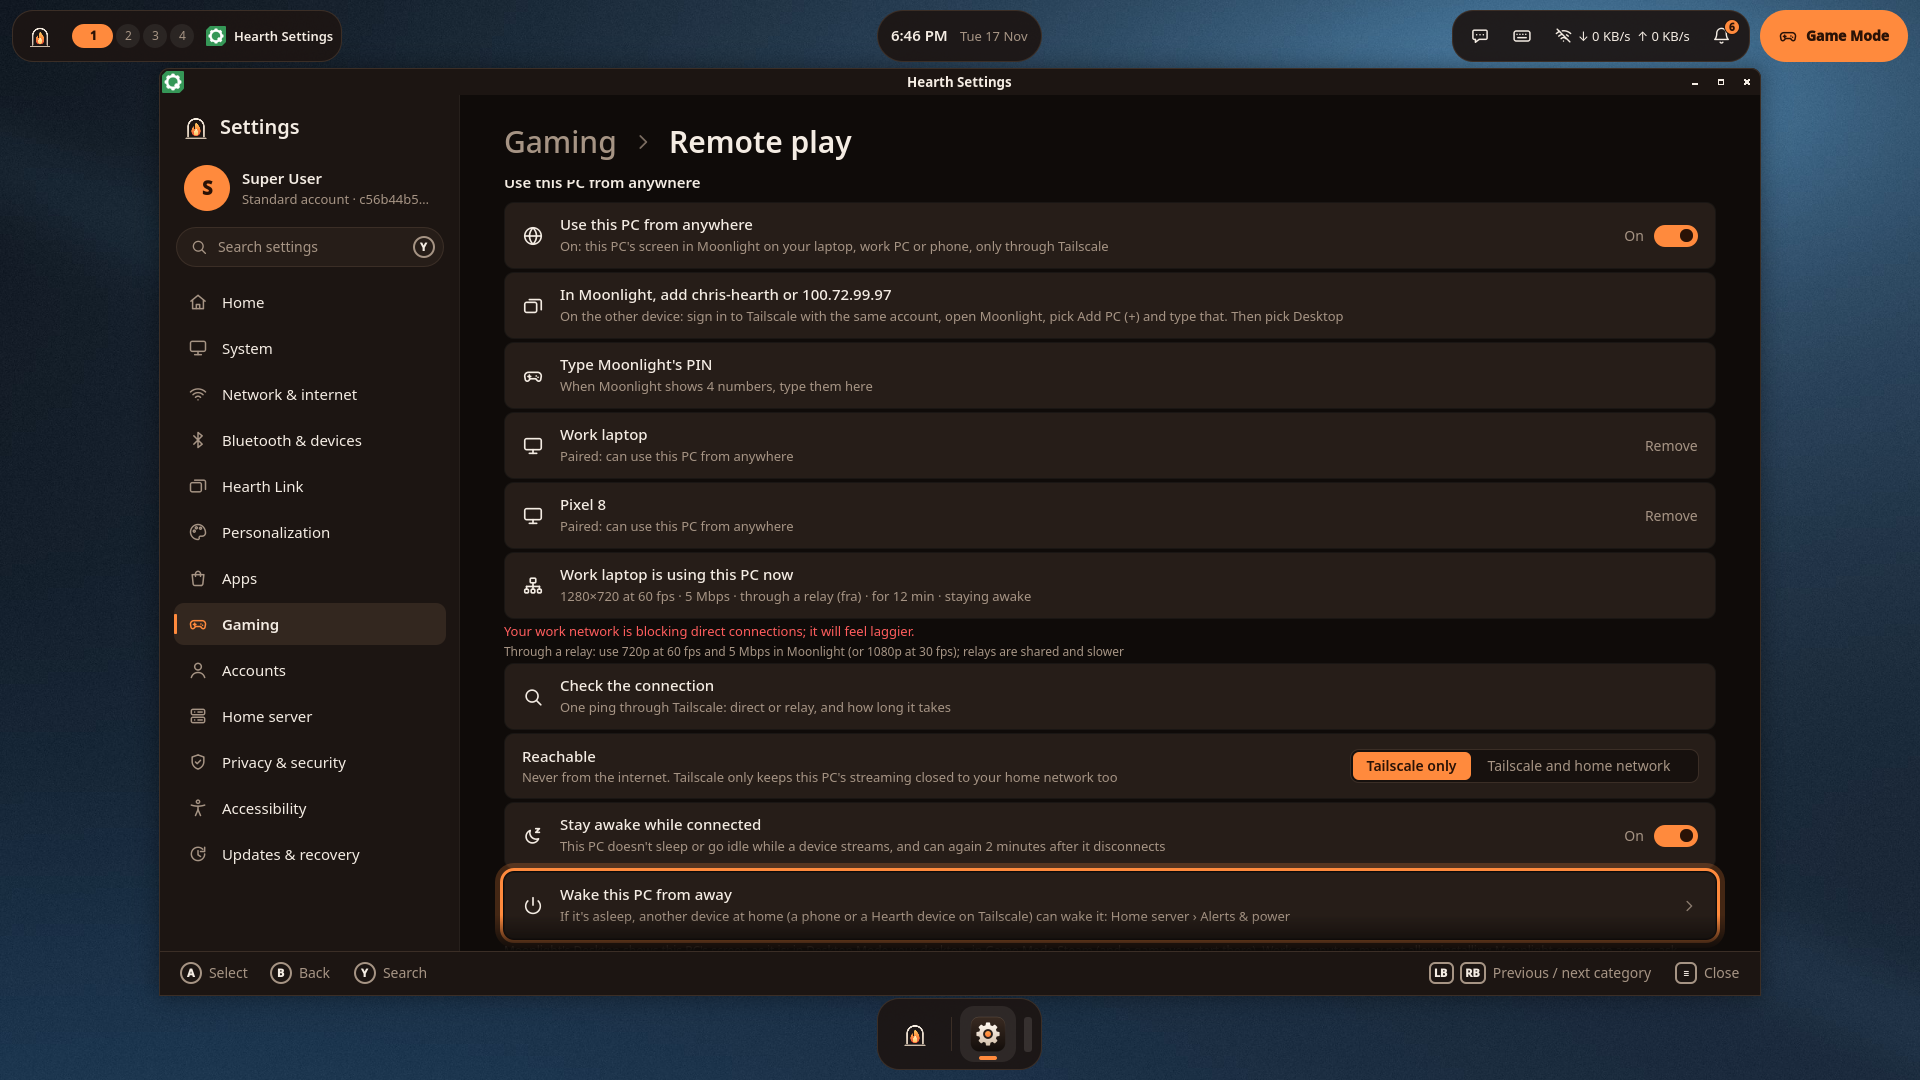 1 2 3 4 Hearth Settings
6:46 PM Tue 17 Nov
↓ 0 KB/s ↑ 0 KB/s 6
Game Mode
Hearth Settings
Settings
S
Super User
Standard account · c56b44b5...
Search settings Y
Home
System
Network & internet
Bluetooth & devices
Hearth Link
Personalization
Apps
Gaming
Accounts
Home server
Privacy & security
Accessibility
Updates & recovery
Gaming > Remote play
Use this PC from anywhere
Use this PC from anywhere
On: this PC's screen in Moonlight on your laptop, work PC or phone, only through Tailscale
On
In Moonlight, add chris-hearth or 100.72.99.97
On the other device: sign in to Tailscale with the same account, open Moonlight, pick Add PC (+) and type that. Then pick Desktop
Type Moonlight's PIN
When Moonlight shows 4 numbers, type them here
Work laptop
Paired: can use this PC from anywhere
Remove
Pixel 8
Paired: can use this PC from anywhere
Remove
Work laptop is using this PC now
1280×720 at 60 fps · 5 Mbps · through a relay (fra) · for 12 min · staying awake
Your work network is blocking direct connections; it will feel laggier.
Through a relay: use 720p at 60 fps and 5 Mbps in Moonlight (or 1080p at 30 fps); relays are shared and slower
Check the connection
One ping through Tailscale: direct or relay, and how long it takes
Reachable
Never from the internet. Tailscale only keeps this PC's streaming closed to your home network too
Tailscale only Tailscale and home network
Stay awake while connected
This PC doesn't sleep or go idle while a device streams, and can again 2 minutes after it disconnects
On
Wake this PC from away
If it's asleep, another device at home (a phone or a Hearth device on Tailscale) can wake it: Home server › Alerts & power
A Select B Back Y Search
LB RB Previous / next category ≡ Close